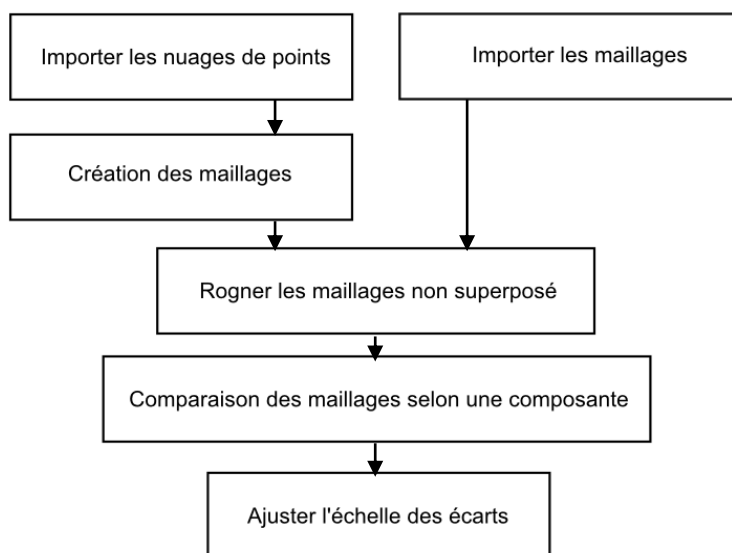 Importer les nuages de points
Importer les maillages
Création des maillages
Rogner les maillages non superposé
Comparaison des maillages selon une composante
Ajuster l'échelle des écarts